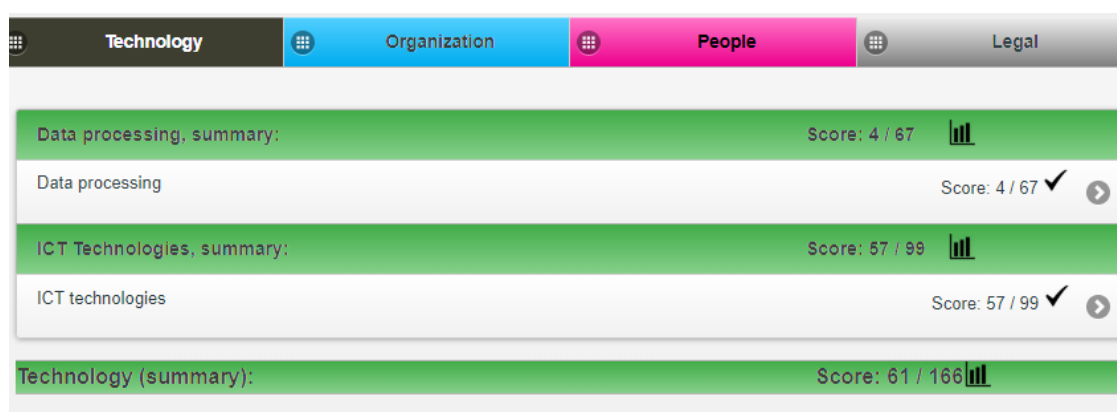 Technology Organization People Legal
Data processing, summary: Score: 4 / 67
Data processing Score: 4 / 67
ICT Technologies, summary: Score: 57 / 99
ICT technologies Score: 57 / 99
Technology (summary): Score: 61 / 166